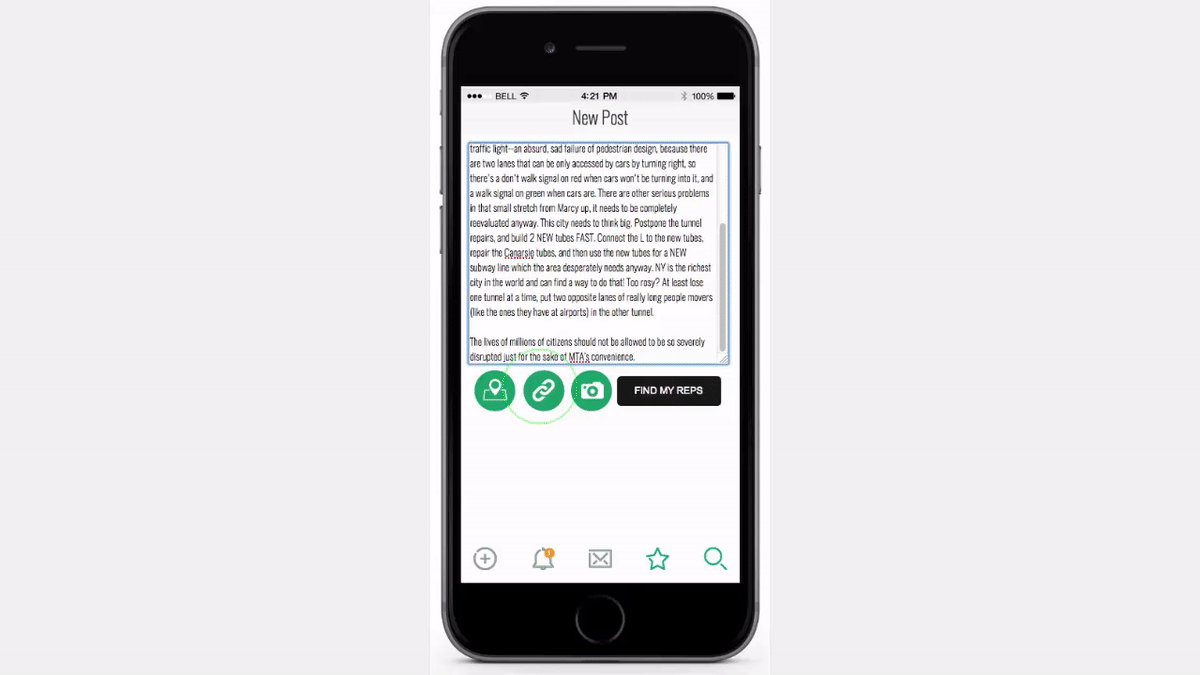 BELL
4:21 PM
100%
New Post
traffic light--an absurd, sad failure of pedestrian design, because there
are two lanes that can be only accessed by cars by turning right, so
there's a don't walk signal on red when cars won't be turning into it, and
a walk signal on green when cars are. There are other serious problems
in that small stretch from Marcy up, it needs to be completely
reevaluated anyway. This city needs to think big. Postpone the tunnel
repairs, and build 2 NEW tubes FAST. Connect the L to the new tubes,
repair the Canarsie tubes, and then use the new tubes for a NEW
subway line which the area desperately needs anyway. NY is the richest
city in the world and can find a way to do that! Too rosy? At least lose
one tunnel at a time, put two opposite lanes of really long people movers
(like the ones they have at airports) in the other tunnel.
The lives of millions of citizens should not be allowed to be so severely
disrupted just for the sake of MTA's convenience.
FIND MY REPS
1